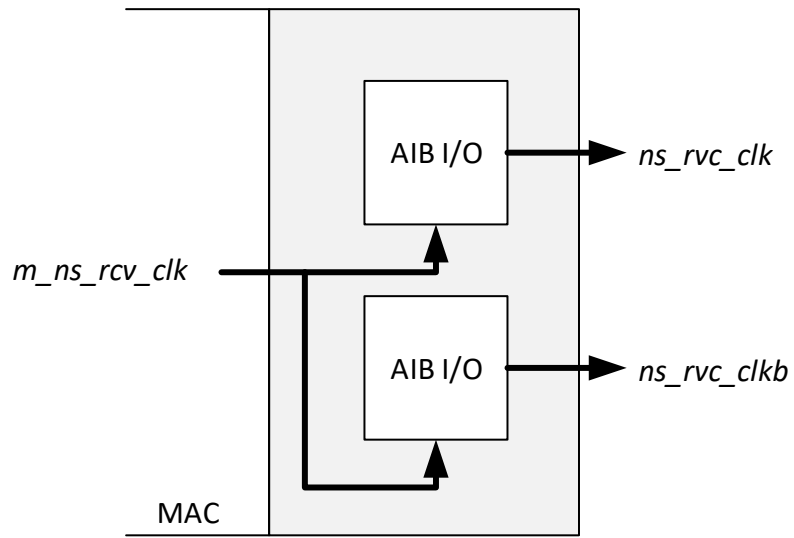 AIB I/O
ns_rvc_clk
m_ns_rcv_clk
AIB I/O
ns_rvc_clkb
MAC